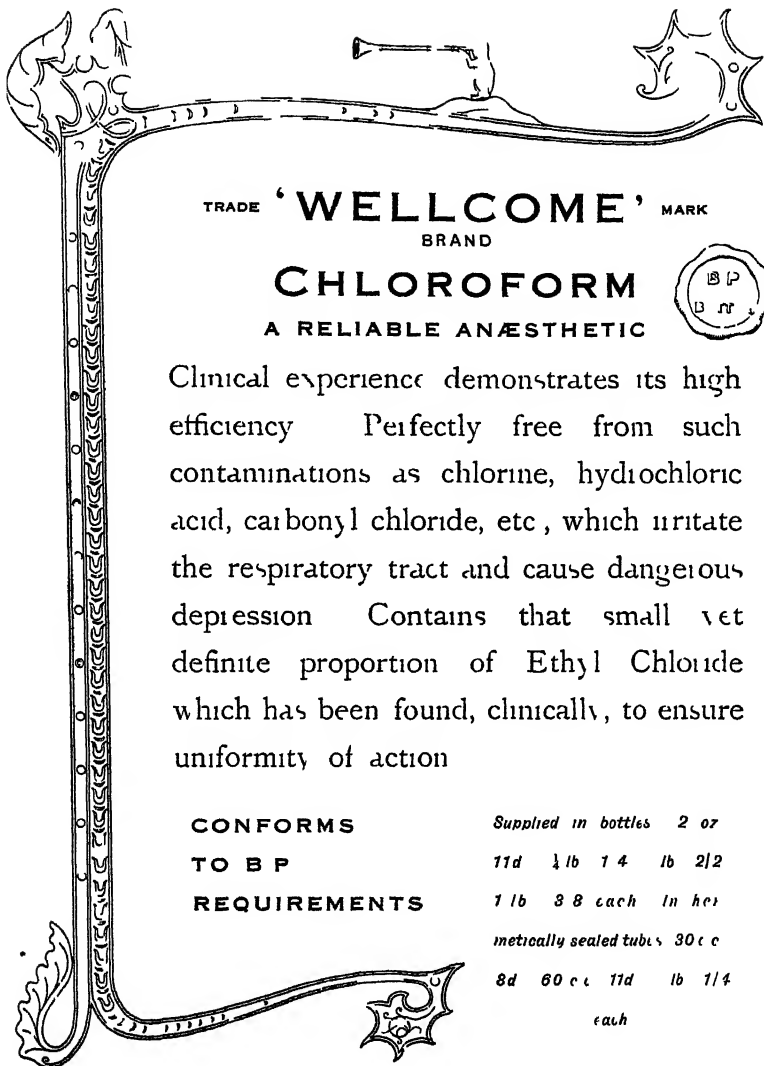 TRADE ‘WELLCOME’ MARK
BRAND
CHLOROFORM
A RELIABLE ANÆSTHETIC
B P
Clinical experience demonstrates its high
efficiency Perfectly free from such
contaminations as chlorine, hydrochloric
acid, carbonyl chloride, etc , which irritate
the respiratory tract and cause dangerous
depression Contains that small yet
definite proportion of Ethyl Chloride
which has been found, clinically, to ensure
uniformity of action
CONFORMS
TO B P
REQUIREMENTS
Supplied in bottles 2 oz
11d ¼ lb 1 4 lb 2/2
1 lb 3 8 each In her
metically sealed tubes 30 c c
8d 60 c c 11d lb 1/4
each